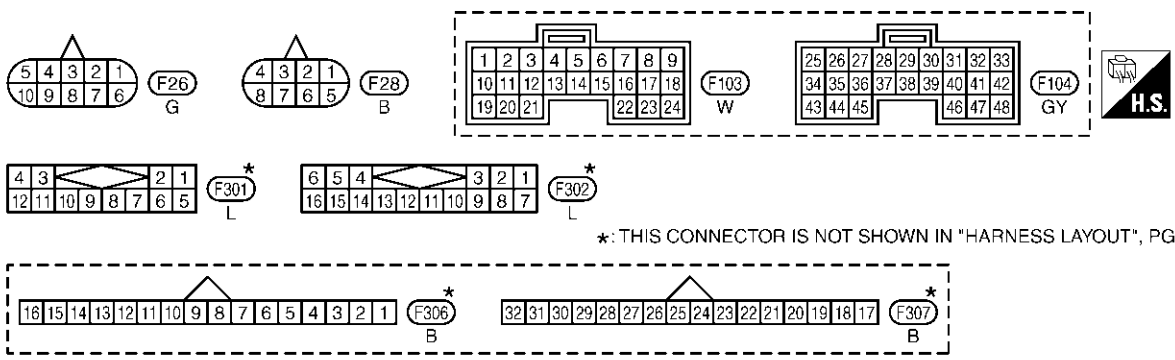 5 4 3 2 1
10 9 8 7 6
F26
G
4 3 2 1
8 7 6 5
F28
B
1 2 3 4 5 6 7 8 9
10 11 12 13 14 15 16 17 18
19 20 21 22 23 24
F103
W
25 26 27 28 29 30 31 32 33
34 35 36 37 38 39 40 41 42
43 44 45 46 47 48
F104
GY
H.S.
4 3 2 1
12 11 10 9 8 7 6 5
F301 *
L
6 5 4 3 2 1
16 15 14 13 12 11 10 9 8 7
F302 *
L
*: THIS CONNECTOR IS NOT SHOWN IN "HARNESS LAYOUT", PG
16 15 14 13 12 11 10 9 8 7 6 5 4 3 2 1
F306 *
B
32 31 30 29 28 27 26 25 24 23 22 21 20 19 18 17
F307 *
B